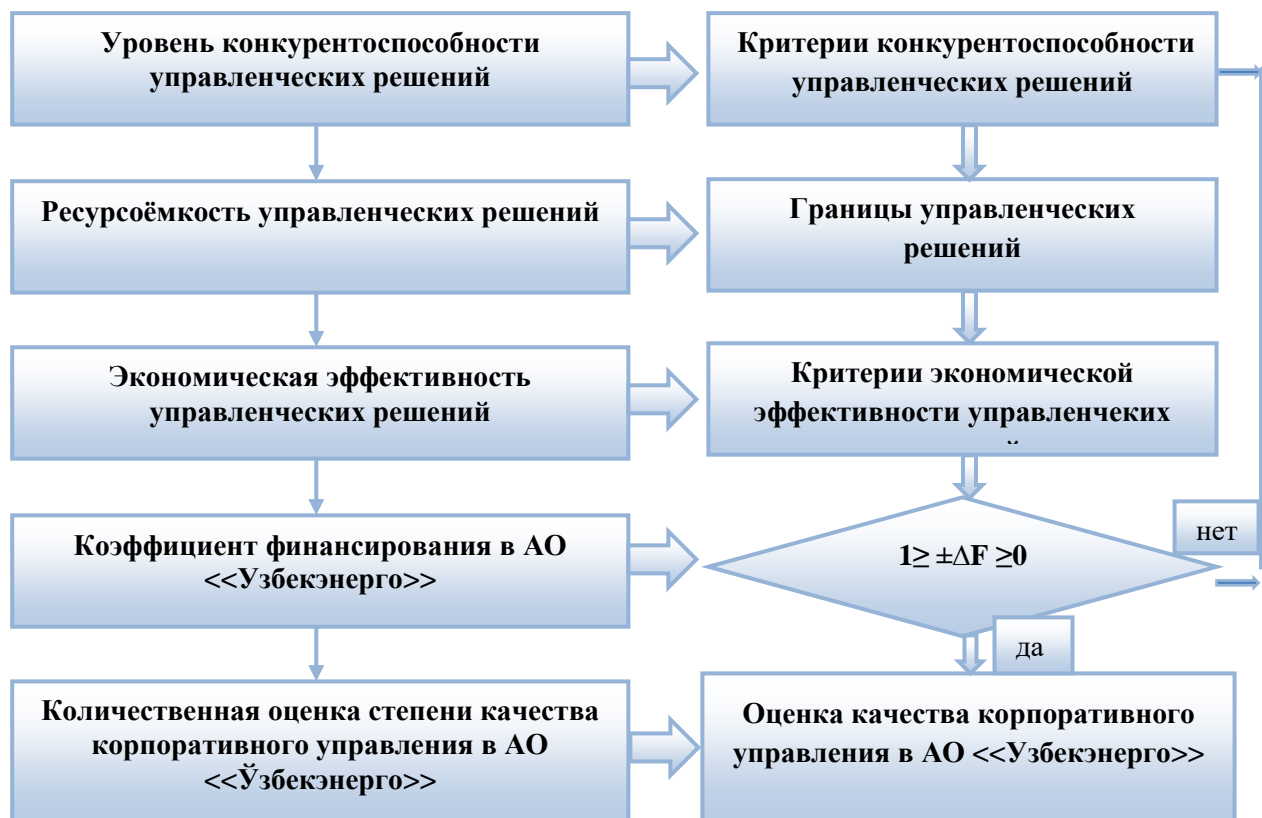 Уровень конкурентоспособности
управленческих решений
Критерии конкурентоспособности
управленческих решений
Ресурсоёмкость управленческих решений
Границы управленческих
решений
Экономическая эффективность
управленческих решений
Критерии экономической
эффективности управленчеких
Коэффициент финансирования в АО
<<Узбекэнерго>>
1≥ ±∆F ≥0
нет
да
Количественная оценка степени качества
корпоративного управления в АО
<<Ўзбекэнерго>>
Оценка качества корпоративного
управления в АО <<Узбекэнерго>>